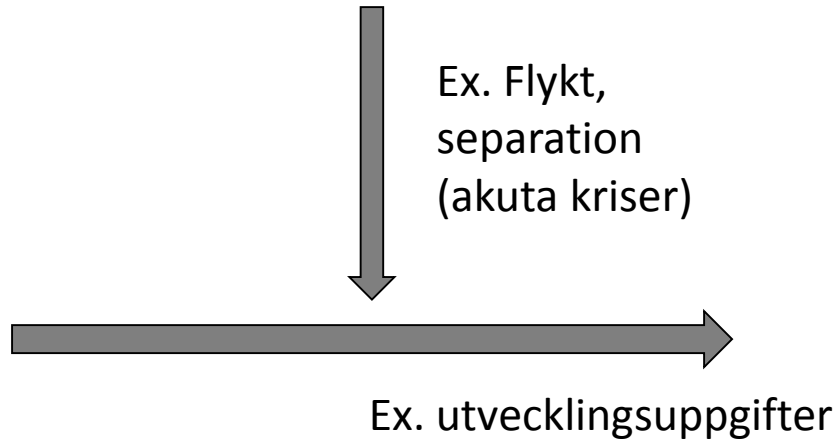 Ex. Flykt,
separation
(akuta kriser)
Ex. utvecklingsuppgifter